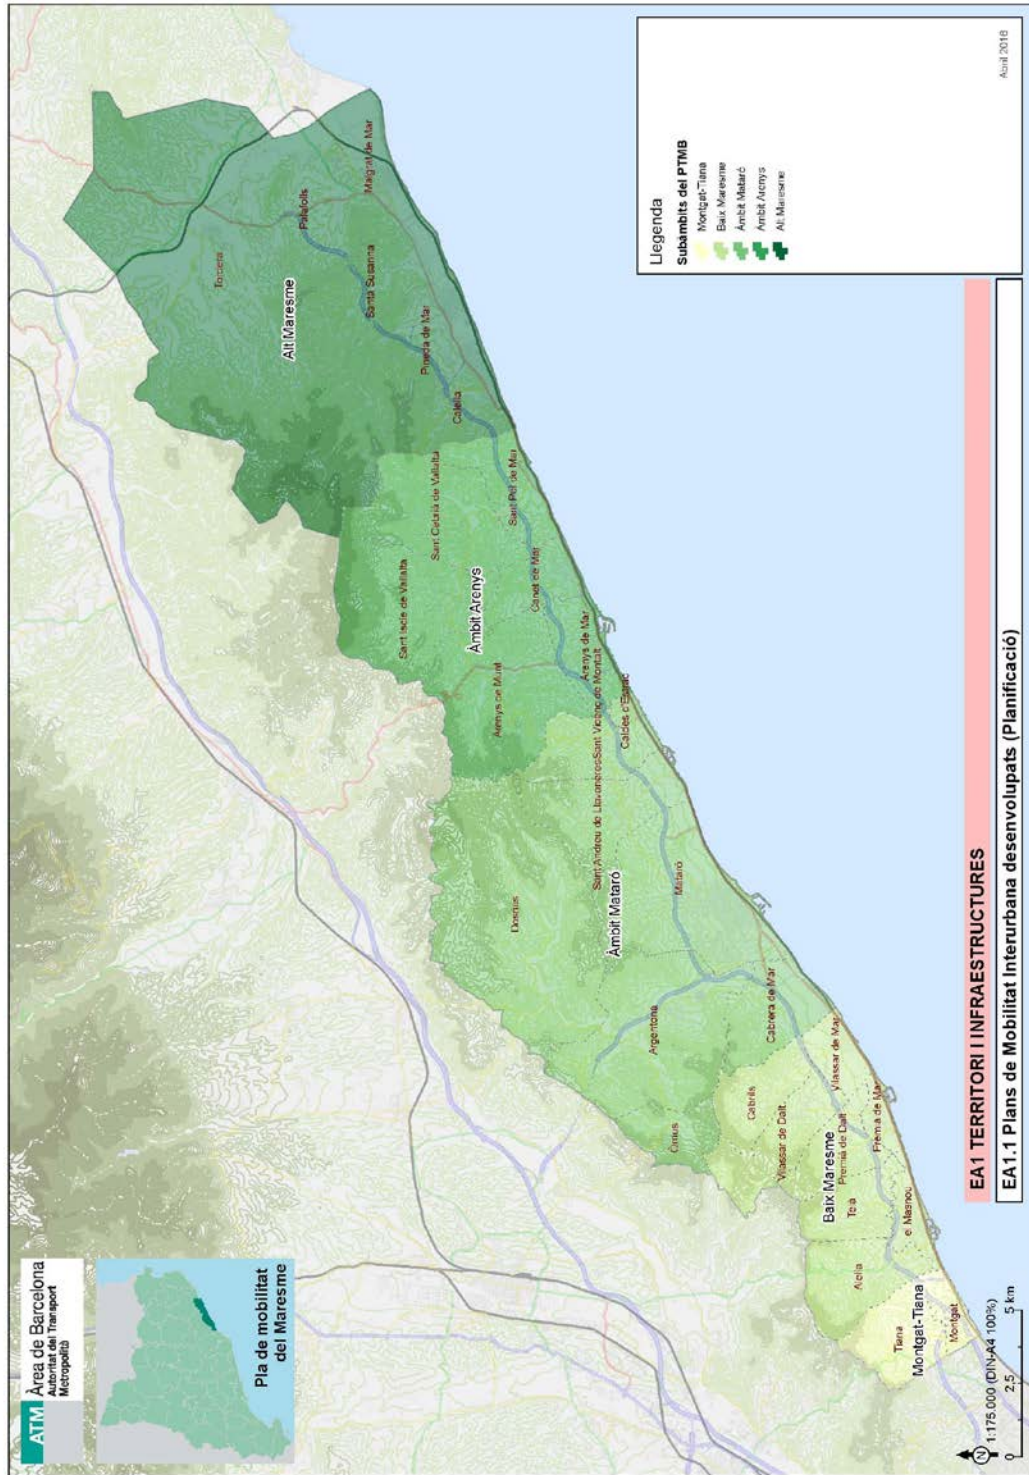 ATM
Àrea de Barcelona
Autoritat del Transport
Metropolità
Pla de mobilitat
del Maresme
Tordera
Palafolls
Malgrat de Mar
Alt Maresme
Santa Susanna
Pineda de Mar
Calella
Sant Cebrià de Vallalta
Sant Iscle de Vallalta
Sant Pol de Mar
Àmbit Arenys
Canet de Mar
Arenys de Munt
Arenys de Mar
Sant Andreu de Llavaneres
Sant Vicenç de Montalt
Caldes d'Estrac
Dosrius
Àmbit Mataró
Mataró
Argentona
Cabrera de Mar
Òrrius
Cabrils
Vilassar de Dalt
Vilassar de Mar
Baix Maresme
Premià de Dalt
Premià de Mar
Teià
el Masnou
Alella
Tiana
Montgat-Tiana
Montgat
Llegenda
Subàmbits del PTMB
Montgat-Tiana
Baix Maresme
Àmbit Mataró
Àmbit Arenys
Alt Maresme
Abril 2016
N
1:175.000 (DIN-A4 100%)
0 2,5 5 km
EA1 TERRITORI I INFRAESTRUCTURES
EA1.1 Plans de Mobilitat Interurbana desenvolupats (Planificació)